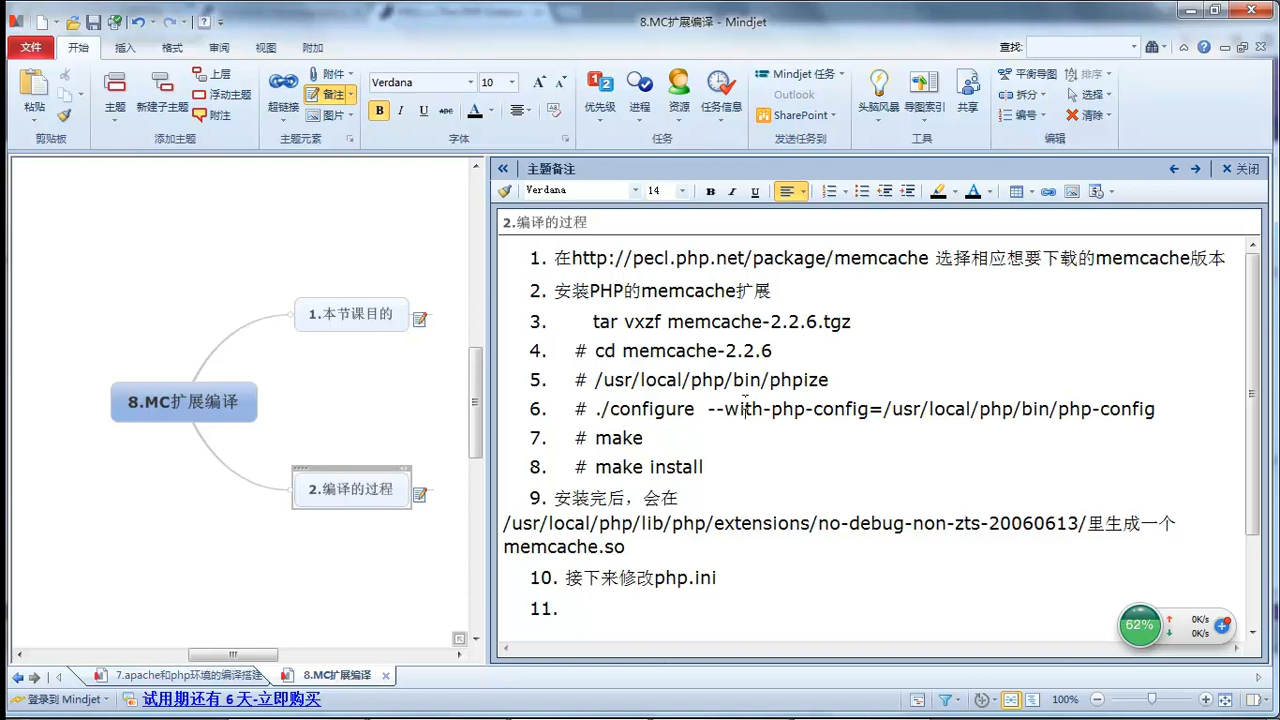 8.MC扩展编译 - Mindjet
文件 开始 插入 格式 审阅 视图 附加 查找:
粘贴 主题 新建子主题 上层 浮动主题 附注 超链接 附件 备注 图片 Verdana 10 优先级 进程 资源 任务信息 Mindjet 任务 Outlook SharePoint 头脑风暴 导图索引 共享 平衡导图 拆分 编号 排序 选择 清除
剪贴板 添加主题 主题元素 字体 任务 发送任务到 工具 编辑
主题备注 关闭
Verdana 14 B I U
2.编译的过程
1. 在http://pecl.php.net/package/memcache 选择相应想要下载的memcache版本
2. 安装PHP的memcache扩展
3. tar vxzf memcache-2.2.6.tgz
4. # cd memcache-2.2.6
5. # /usr/local/php/bin/phpize
6. # ./configure --with-php-config=/usr/local/php/bin/php-config
7. # make
8. # make install
9. 安装完后，会在
/usr/local/php/lib/php/extensions/no-debug-non-zts-20060613/里生成一个
memcache.so
10. 接下来修改php.ini
11.
1.本节课目的
8.MC扩展编译
2.编译的过程
62% 0K/s
0K/s
7.apache和php环境的编译搭建 8.MC扩展编译
登录到 Mindjet 试用期还有 6 天-立即购买 100%